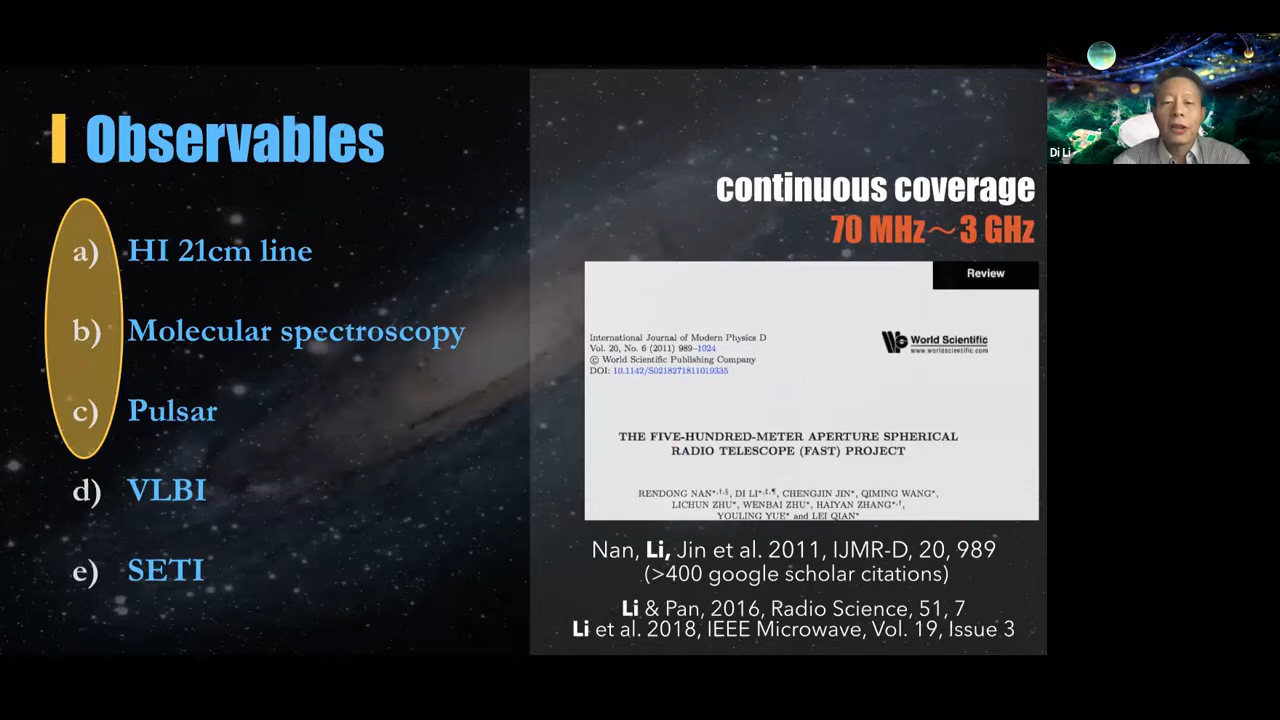 Observables
a) HI 21cm line
b) Molecular spectroscopy
c) Pulsar
d) VLBI
e) SETI
continuous coverage
70 MHz～3 GHz
Review
International Journal of Modern Physics D
Vol. 20, No. 6 (2011) 989–1024
© World Scientific Publishing Company
DOI: 10.1142/S0218271811019335
World Scientific
www.worldscientific.com
THE FIVE-HUNDRED-METER APERTURE SPHERICAL
RADIO TELESCOPE (FAST) PROJECT
RENDONG NAN*,†,§, DI LI*,‡,¶, CHENGJIN JIN*, QIMING WANG*,
LICHUN ZHU*, WENBAI ZHU*, HAIYAN ZHANG*,†,
YOULING YUE* and LEI QIAN*
Nan, Li, Jin et al. 2011, IJMR-D, 20, 989
(>400 google scholar citations)
Li & Pan, 2016, Radio Science, 51, 7
Li et al. 2018, IEEE Microwave, Vol. 19, Issue 3
Di Li